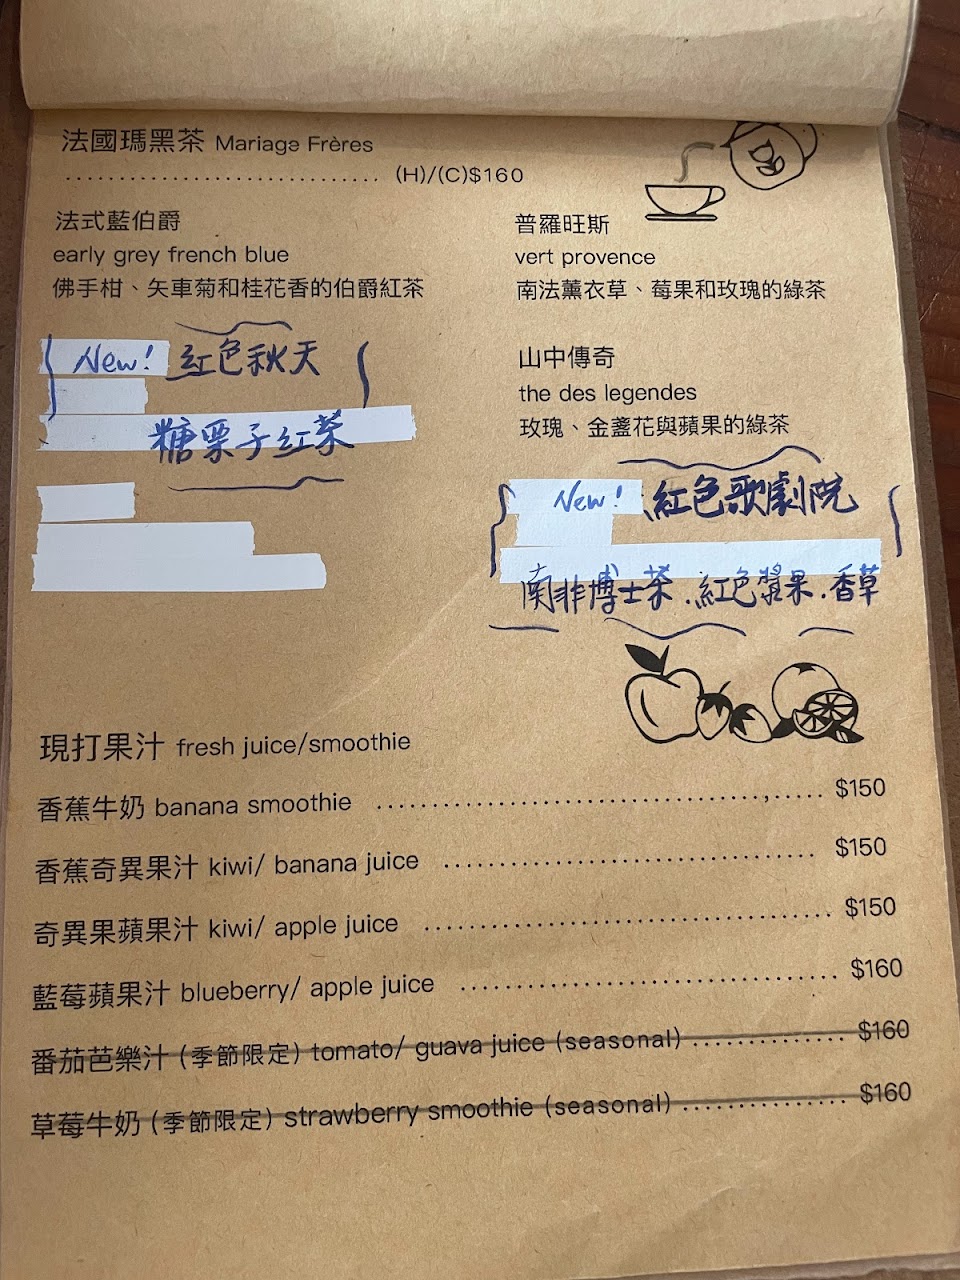 法國瑪黑茶 Mariage Frères
.............................. (H)/(C)$160
法式藍伯爵
early grey french blue
佛手柑、矢車菊和桂花香的伯爵紅茶
New! 紅色秋天
糖栗子紅茶
普羅旺斯
vert provence
南法薰衣草、莓果和玫瑰的綠茶
山中傳奇
the des legendes
玫瑰、金盞花與蘋果的綠茶
New! 紅色歌劇院
南非博士茶.紅色漿果.香草
現打果汁 fresh juice/smoothie
香蕉牛奶 banana smoothie ........................................ $150
香蕉奇異果汁 kiwi/ banana juice .................................. $150
奇異果蘋果汁 kiwi/ apple juice .................................... $150
藍莓蘋果汁 blueberry/ apple juice ................................. $160
番茄芭樂汁 (季節限定) tomato/ guava juice (seasonal) .............. $160
草莓牛奶 (季節限定) strawberry smoothie (seasonal) ............... $160